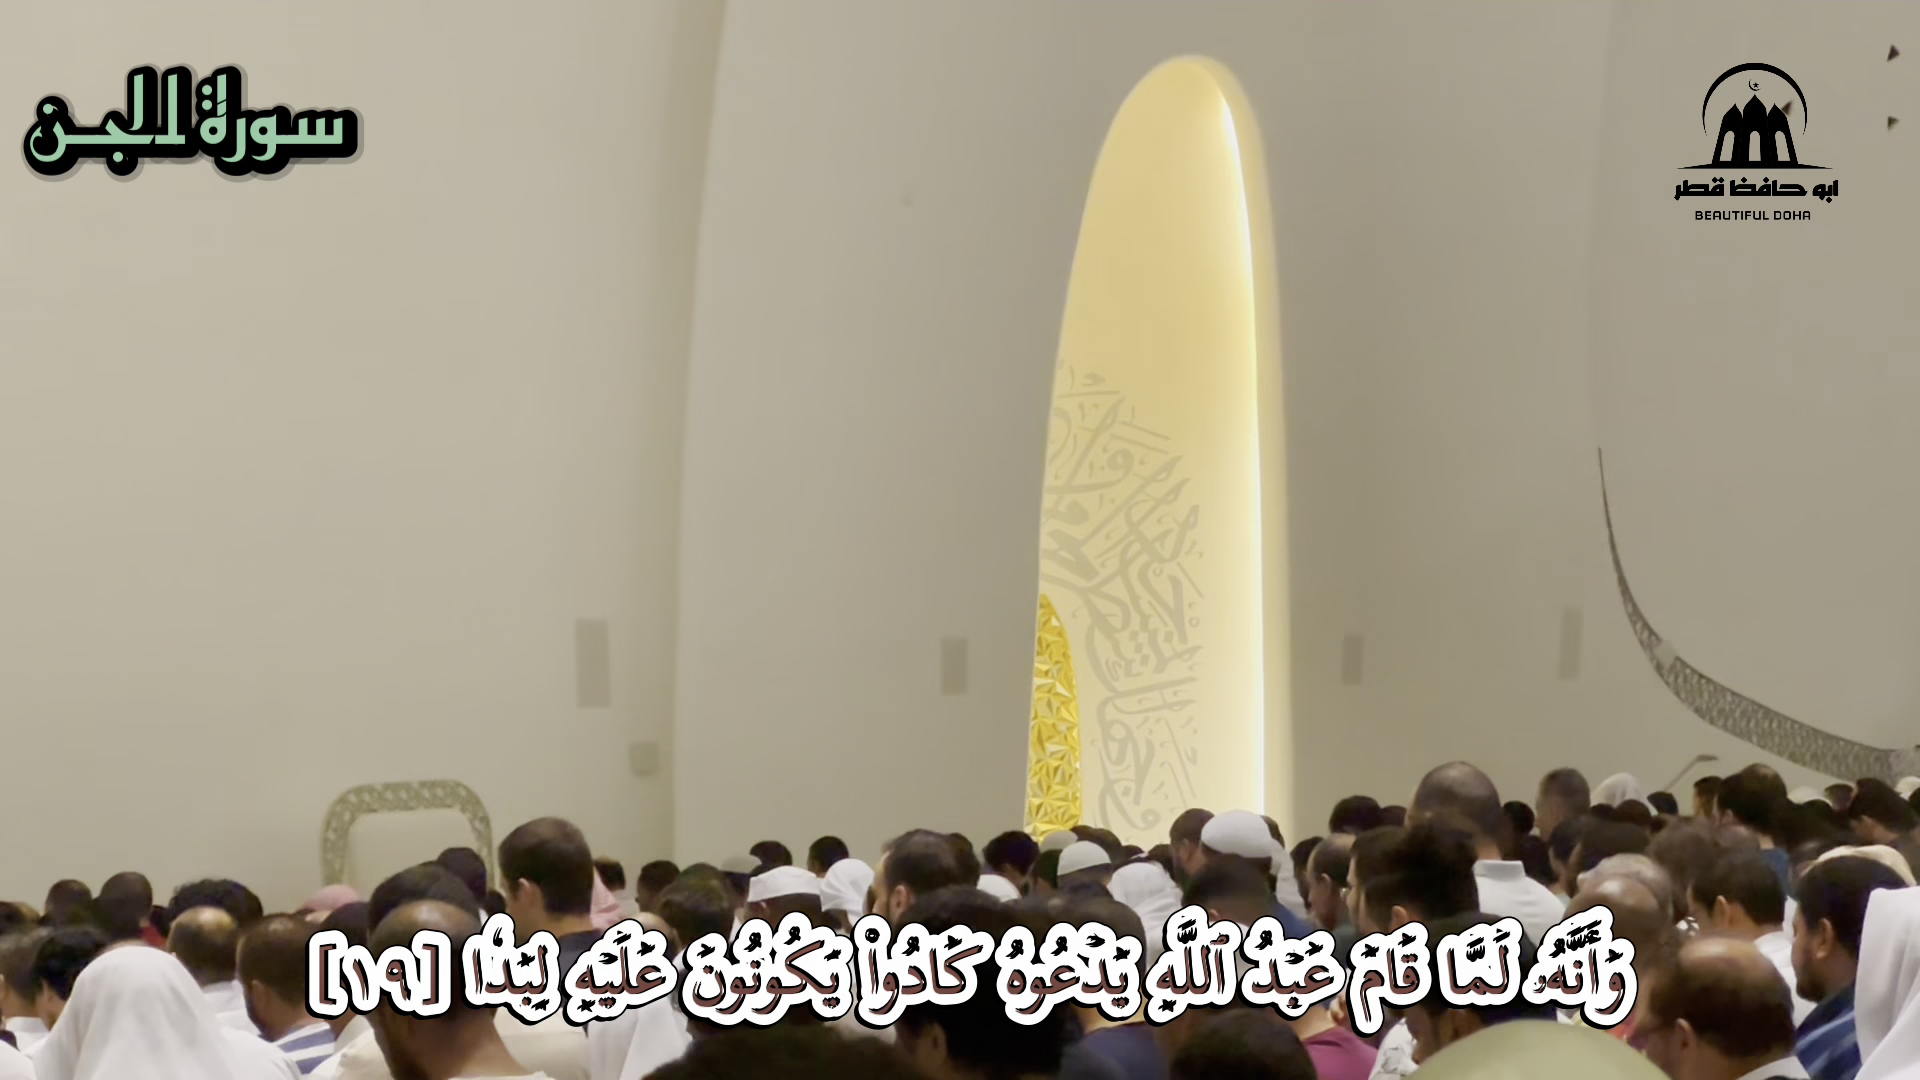 سورة الجن
ابو حافظ قطر
BEAUTIFUL DOHA
وَأَنَّهُۥ لَمَّا قَامَ عَبْدُ ٱللَّهِ يَدْعُوهُ كَادُوا۟ يَكُونُونَ عَلَيْهِ لِبَدًا [١٩]